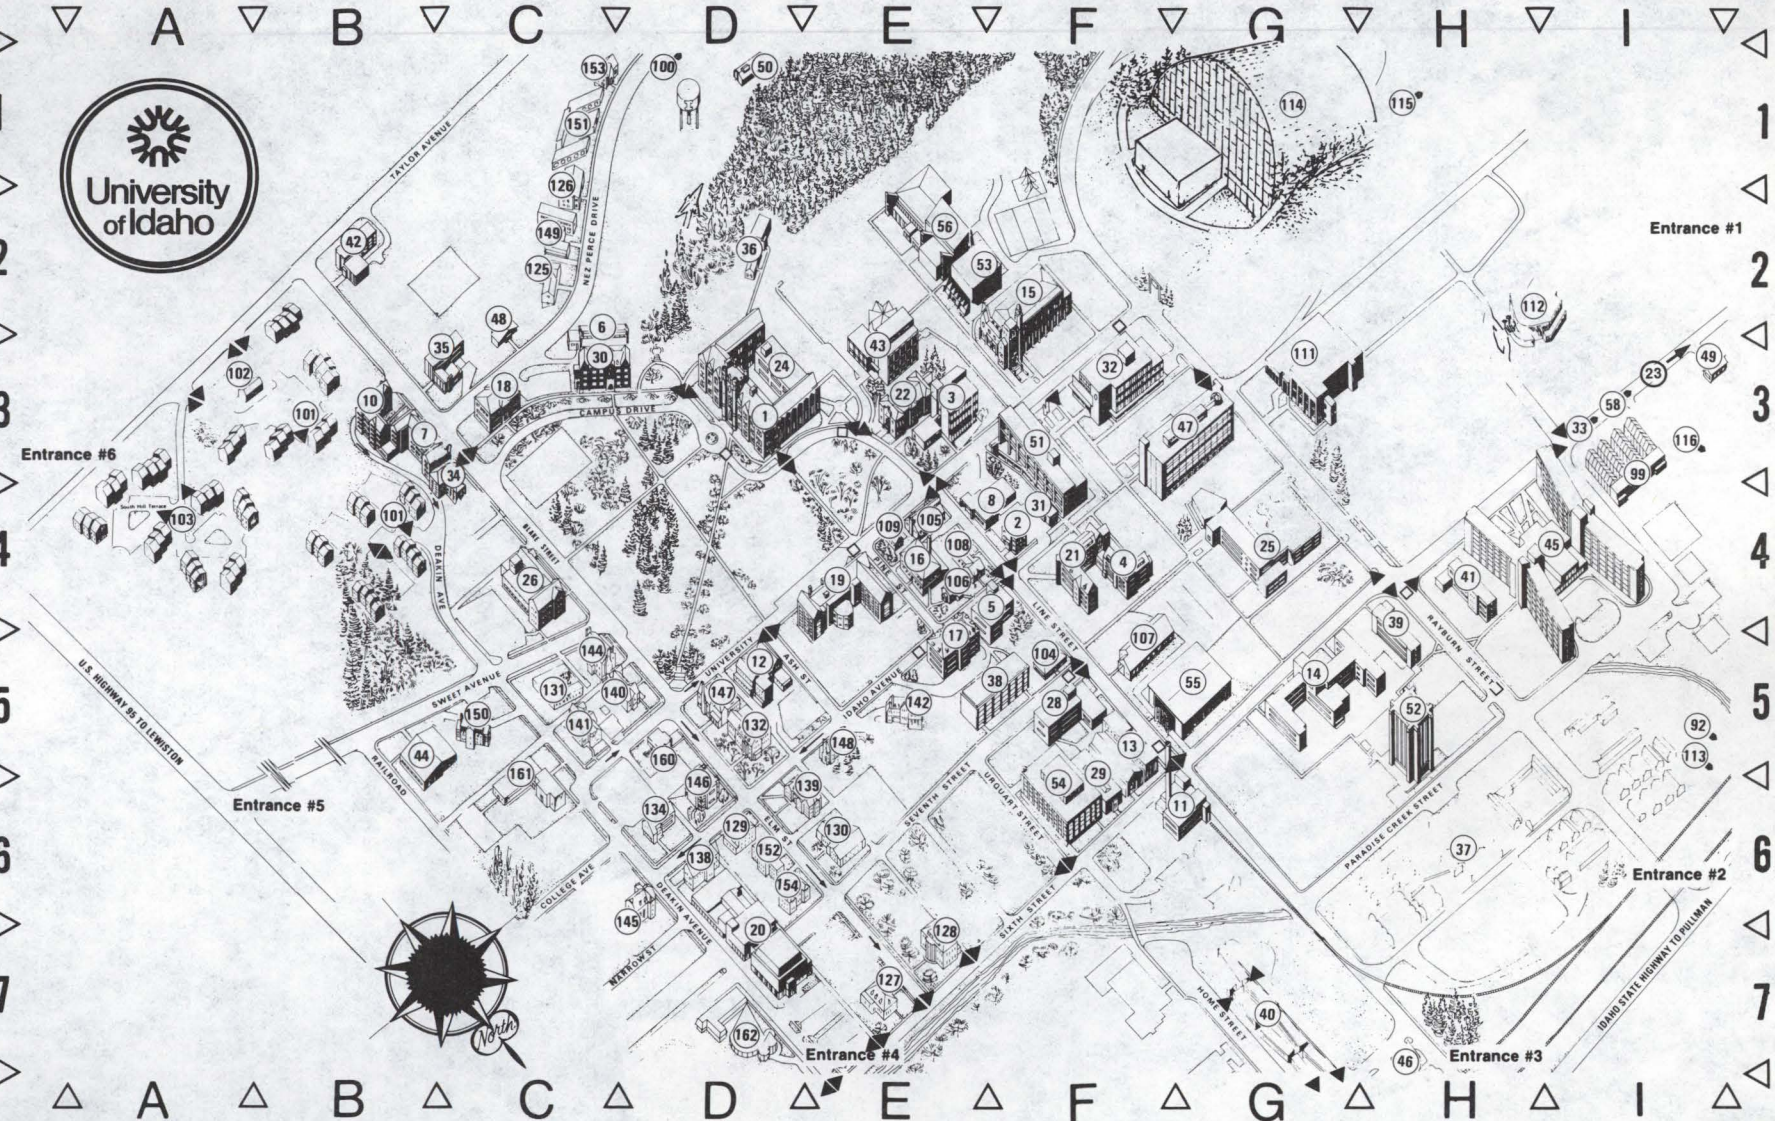 A B C D E F G H I
1
153 100 50 114 115
TAYLOR AVENUE
151
1
University
of Idaho
126
NEZ PERCE DRIVE
42 149 36 56
Entrance #1
2
125 53
2
15
48 6 112
35 30 43 24 32 111 49
102 23
10 18 22 3 58
CAMPUS DRIVE
3
101 7 1 51 47 33 116
3
Entrance #6
34 99
South Hill Terrace
103 101 8 31
109 105 2
BLAKE STREET
4
16 108 21 4 25 45
4
DEAKIN AVE
26 19 106 41
5
LINE STREET
39
RAYBURN STREET
17 107
144 UNIVERSITY
ASH ST
12 104
U.S. HIGHWAY 95 TO LEWISTON
SWEET AVENUE
131 140 147 38 14 55
IDAHO AVENUE
5
150 141 132 142 28 52 92
5
44 160 148 13 113
RAILROAD
161 146 139 54 29
SEVENTH STREET
URQUART STREET
Entrance #5
134 11
ELM ST
129 130
PARADISE CREEK STREET
6
138 152 37
6
COLLEGE AVE
154
Entrance #2
DEAKIN AVENUE
145 20 128
SIXTH STREET
NARROW ST
127
IDAHO STATE HIGHWAY TO PULLMAN
7
HOME STREET
40
7
North
162
Entrance #4
46
Entrance #3
A B C D E F G H I